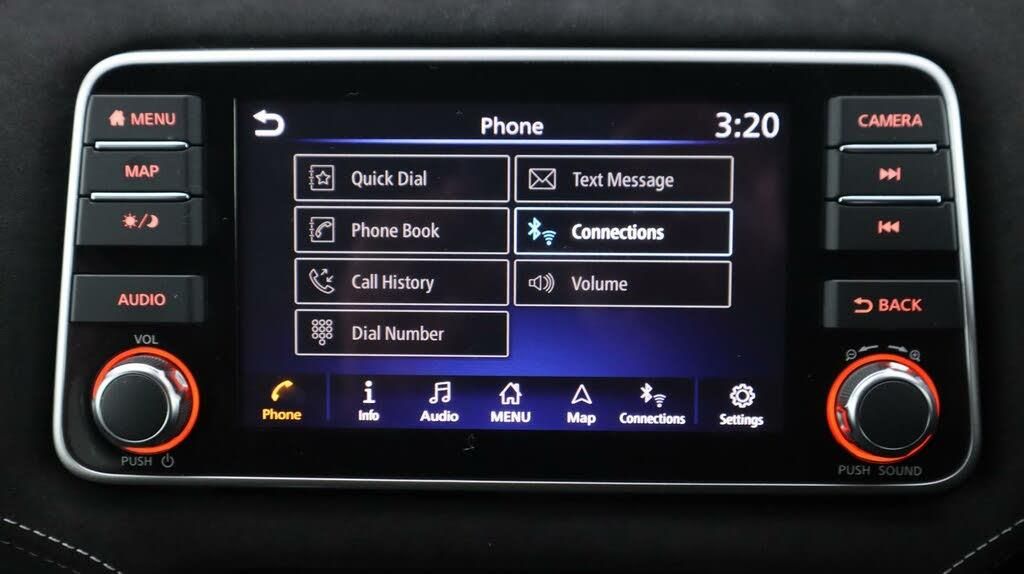 MENU
MAP
AUDIO
VOL
PUSH
Phone
3:20
Quick Dial
Text Message
Phone Book
Connections
Call History
Volume
Dial Number
Phone
Info
Audio
MENU
Map
Connections
Settings
CAMERA
BACK
PUSH SOUND